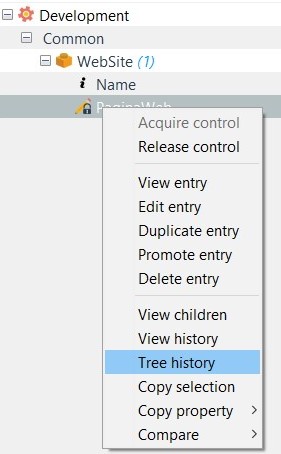 Development
Common
WebSite (1)
Name
PaginaWeb
Acquire control
Release control
View entry
Edit entry
Duplicate entry
Promote entry
Delete entry
View children
View history
Tree history
Copy selection
Copy property
Compare